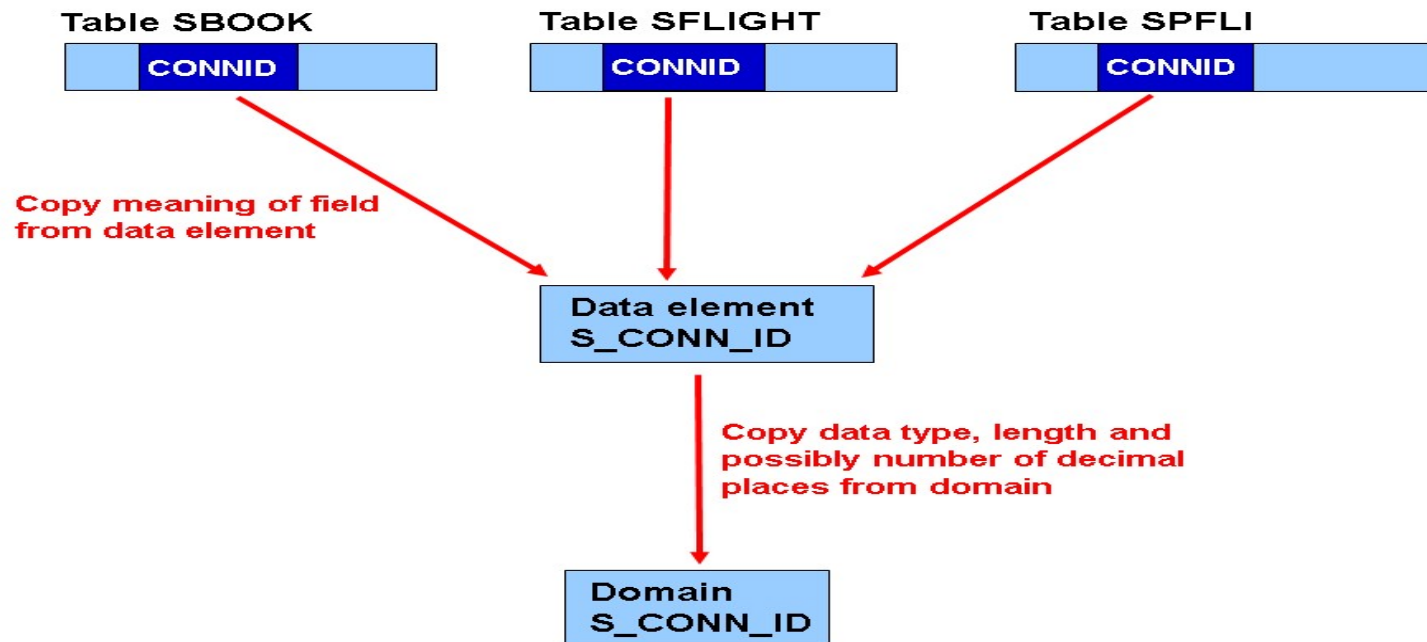 Table SBOOK
Table SFLIGHT
Table SPFLI
CONNID
CONNID
CONNID
Copy meaning of field
from data element
Data element
S_CONN_ID
Copy data type, length and
possibly number of decimal
places from domain
Domain
S_CONN_ID